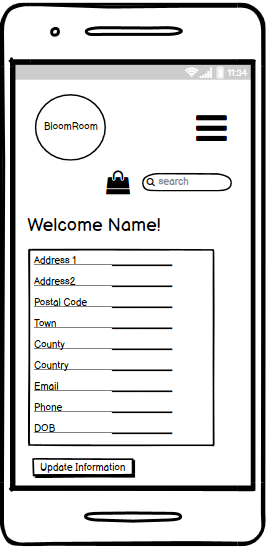 11:34
BloomRoom
search
Welcome Name!
Address 1
Address2
Postal Code
Town
County
Country
Email
Phone
DOB
Update Information